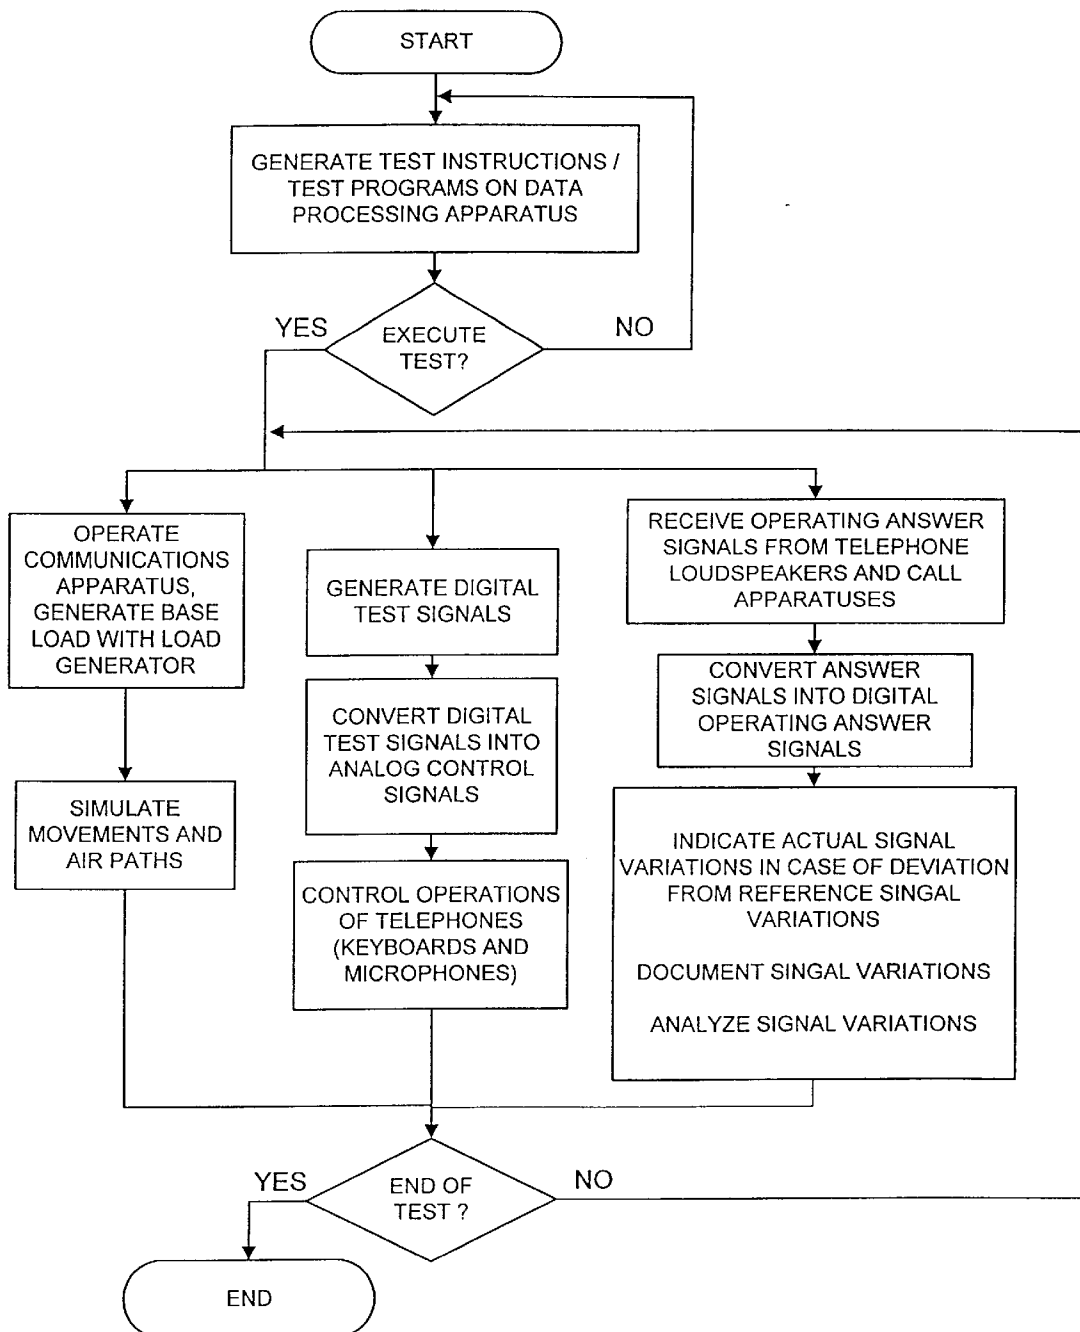 START
GENERATE TEST INSTRUCTIONS /
TEST PROGRAMS ON DATA
PROCESSING APPARATUS
YES
EXECUTE
TEST?
NO
OPERATE
COMMUNICATIONS
APPARATUS,
GENERATE BASE
LOAD WITH LOAD
GENERATOR
SIMULATE
MOVEMENTS AND
AIR PATHS
GENERATE DIGITAL
TEST SIGNALS
CONVERT DIGITAL
TEST SIGNALS INTO
ANALOG CONTROL
SIGNALS
CONTROL OPERATIONS
OF TELEPHONES
(KEYBOARDS AND
MICROPHONES)
RECEIVE OPERATING ANSWER
SIGNALS FROM TELEPHONE
LOUDSPEAKERS AND CALL
APPARATUSES
CONVERT ANSWER
SIGNALS INTO DIGITAL
OPERATING ANSWER
SIGNALS
INDICATE ACTUAL SIGNAL
VARIATIONS IN CASE OF DEVIATION
FROM REFERENCE SINGAL
VARIATIONS
DOCUMENT SINGAL VARIATIONS
ANALYZE SIGNAL VARIATIONS
YES
END OF
TEST ?
NO
END